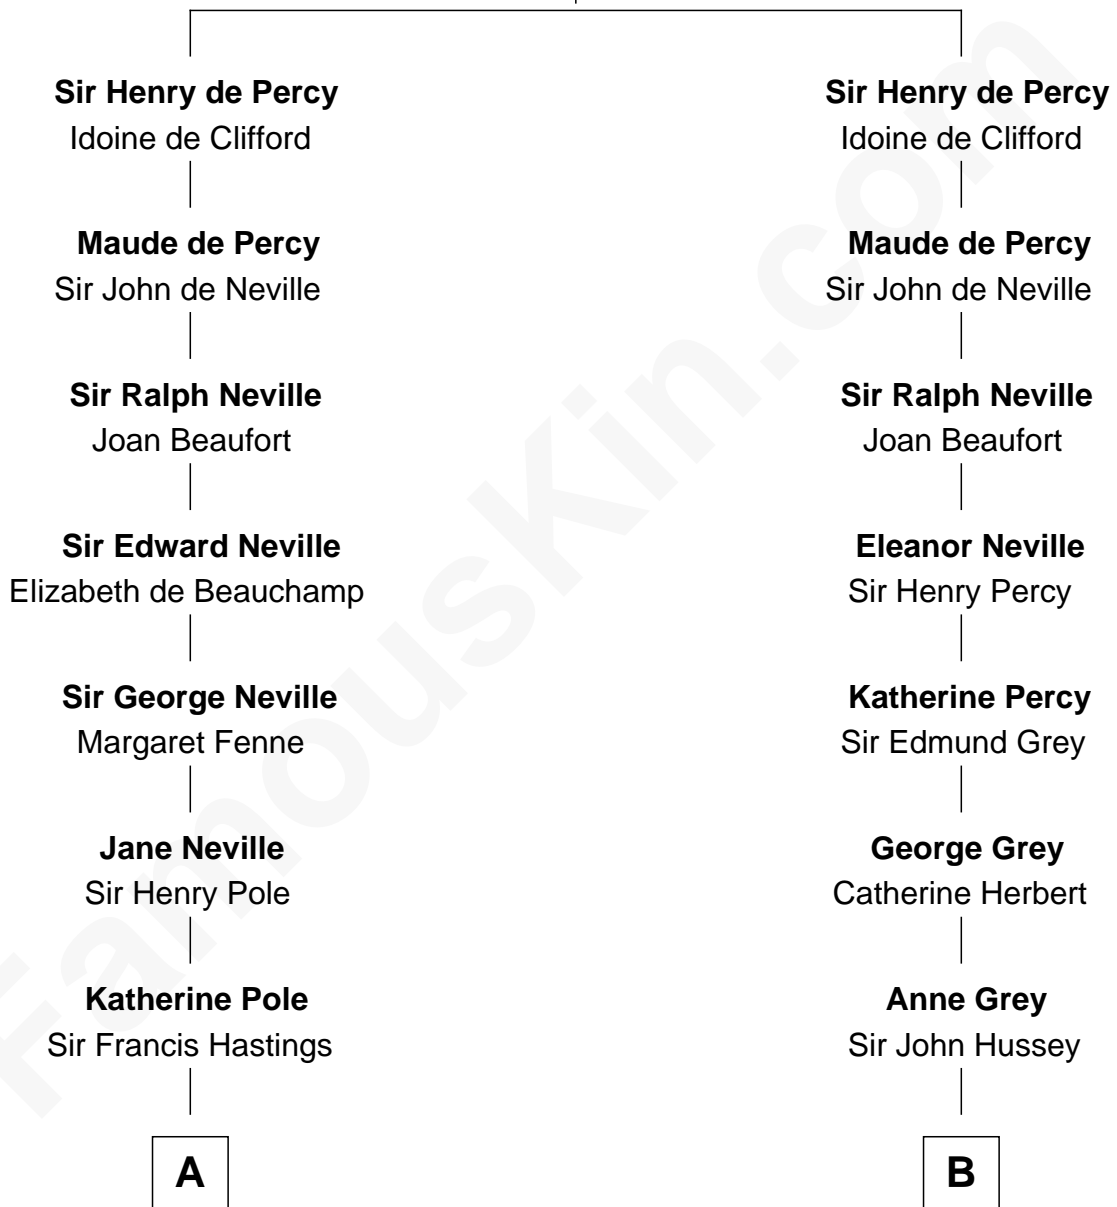 Sir Henry de Percy Sir Henry de Percy
Idoine de Clifford Idoine de Clifford
Maude de Percy Maude de Percy
Sir John de Neville Sir John de Neville
Sir Ralph Neville Sir Ralph Neville
Joan Beaufort Joan Beaufort
Sir Edward Neville Eleanor Neville
Elizabeth de Beauchamp Sir Henry Percy
Sir George Neville Katherine Percy
Margaret Fenne Sir Edmund Grey
Jane Neville George Grey
Sir Henry Pole Catherine Herbert
Katherine Pole Anne Grey
Sir Francis Hastings Sir John Hussey
A B
FamousKin.com